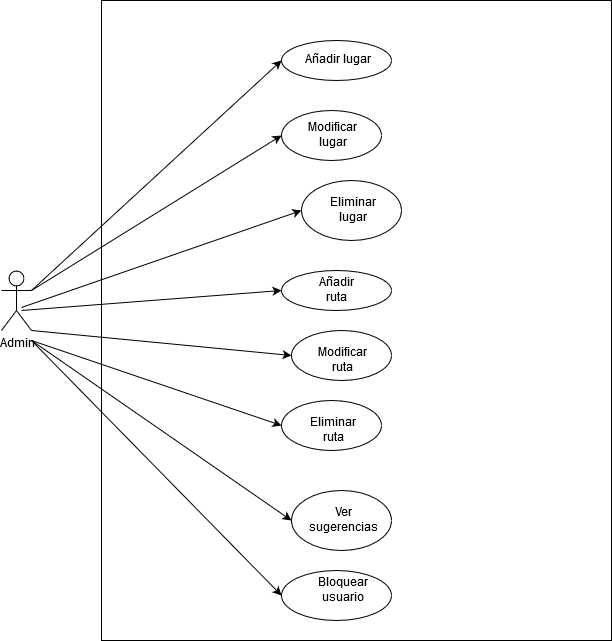 Añadir lugar
Modificar
lugar
Eliminar
lugar
Añadir
ruta
Admin
Modificar
ruta
Eliminar
ruta
Ver
sugerencias
Bloquear
usuario